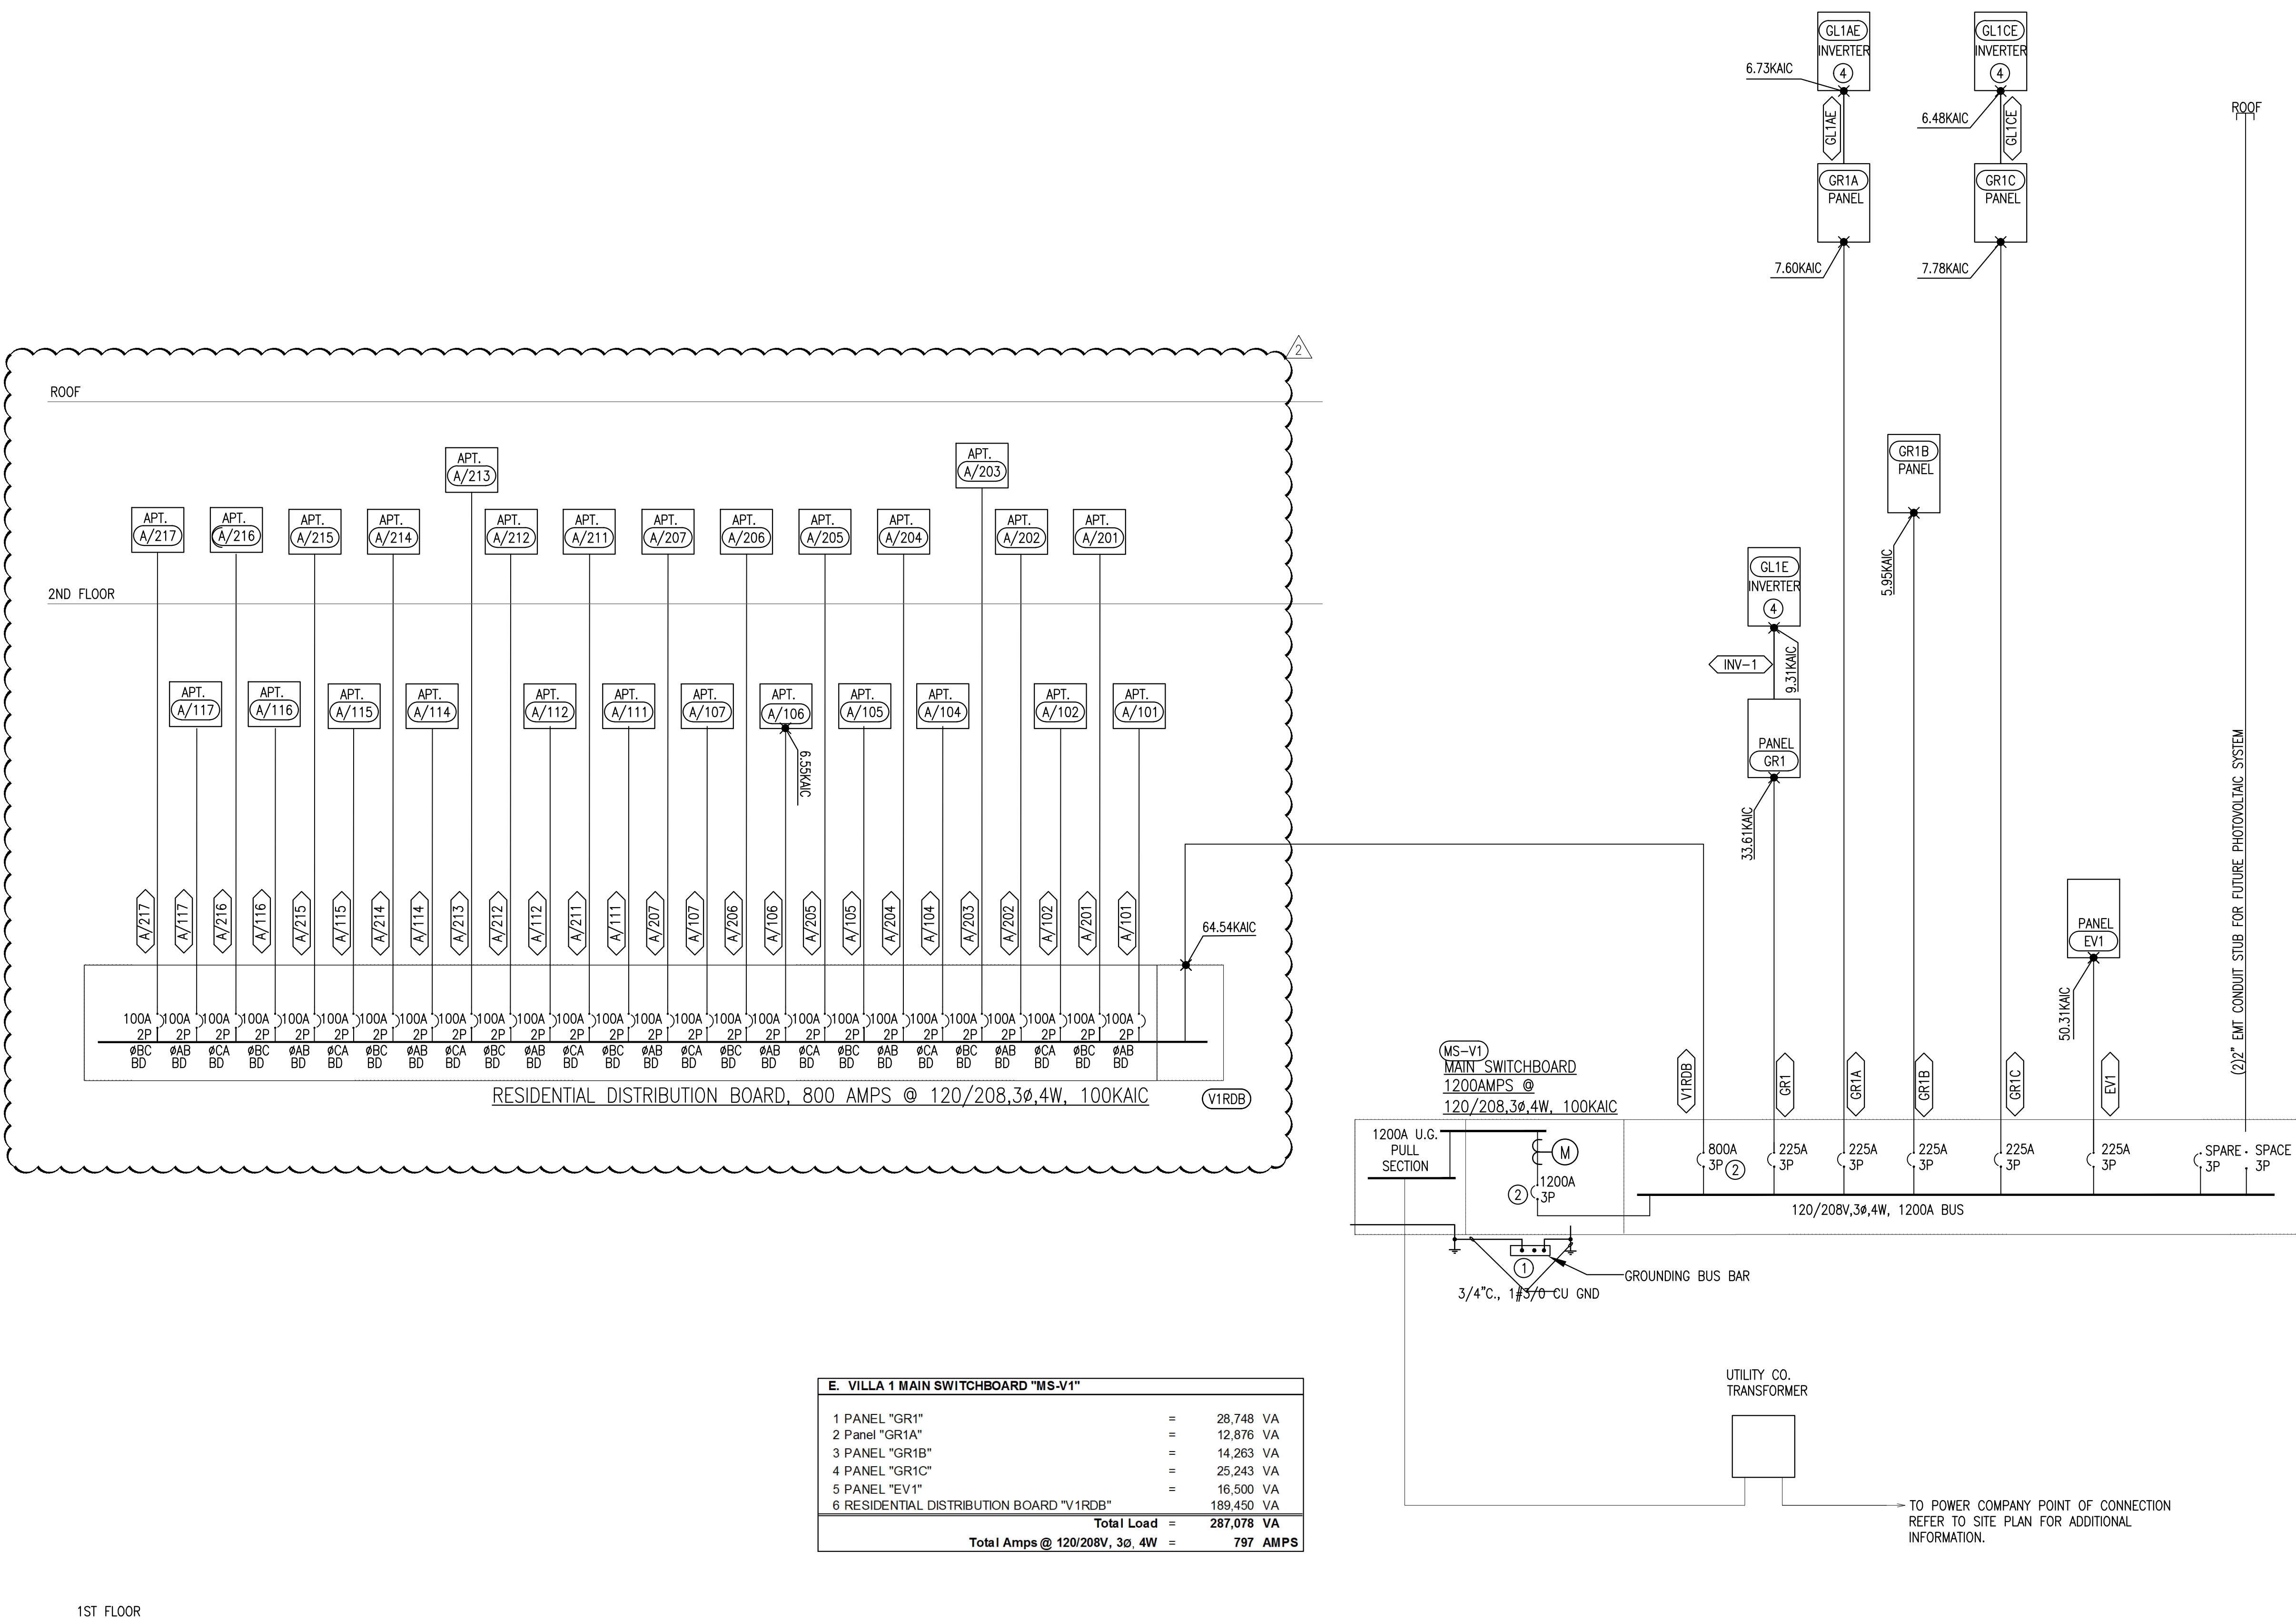 GL1AE
INVERTER
4
6.73KAIC
GL1AE
GR1A
PANEL
7.60KAIC
GL1CE
INVERTER
4
6.48KAIC
GL1CE
GR1C
PANEL
7.78KAIC
ROOF
2
ROOF
APT.
A/213
APT.
A/203
APT.
A/217
APT.
A/216
APT.
A/215
APT.
A/214
APT.
A/212
APT.
A/211
APT.
A/207
APT.
A/206
APT.
A/205
APT.
A/204
APT.
A/202
APT.
A/201
2ND FLOOR
APT.
A/117
APT.
A/116
APT.
A/115
APT.
A/114
APT.
A/112
APT.
A/111
APT.
A/107
APT.
A/106
APT.
A/105
APT.
A/104
APT.
A/102
APT.
A/101
6.55KAIC
A/217
A/117
A/216
A/116
A/215
A/115
A/214
A/114
A/213
A/212
A/112
A/211
A/111
A/207
A/107
A/206
A/106
A/205
A/105
A/204
A/104
A/203
A/202
A/102
A/201
A/101
64.54KAIC
100A 100A 100A 100A 100A 100A 100A 100A 100A 100A 100A 100A 100A 100A 100A 100A 100A 100A 100A 100A 100A 100A 100A 100A 100A 100A
2P 2P 2P 2P 2P 2P 2P 2P 2P 2P 2P 2P 2P 2P 2P 2P 2P 2P 2P 2P 2P 2P 2P 2P 2P 2P
øBC øAB øCA øBC øAB øCA øBC øAB øCA øBC øAB øCA øBC øAB øCA øBC øAB øCA øBC øAB øCA øBC øAB øCA øBC øAB
BD BD BD BD BD BD BD BD BD BD BD BD BD BD BD BD BD BD BD BD BD BD BD BD BD BD
RESIDENTIAL DISTRIBUTION BOARD, 800 AMPS @ 120/208,3ø,4W, 100KAIC
V1RDB
GR1B
PANEL
5.95KAIC
GL1E
INVERTER
4
INV-1
9.31KAIC
PANEL
GR1
33.61KAIC
PANEL
EV1
50.31KAIC
(2)2" EMT CONDUIT STUB FOR FUTURE PHOTOVOLTAIC SYSTEM
MS-V1
MAIN SWITCHBOARD
1200AMPS @
120/208,3ø,4W, 100KAIC
V1RDB
GR1
GR1A
GR1B
GR1C
EV1
1200A U.G.
PULL
SECTION
M
1200A
3P
2
800A
3P
2
225A
3P
225A
3P
225A
3P
225A
3P
225A
3P
SPARE
3P
SPACE
3P
120/208V,3ø,4W, 1200A BUS
1
GROUNDING BUS BAR
3/4"C., 1#3/0 CU GND
E. VILLA 1 MAIN SWITCHBOARD "MS-V1"
1 PANEL "GR1" = 28,748 VA
2 Panel "GR1A" = 12,876 VA
3 PANEL "GR1B" = 14,263 VA
4 PANEL "GR1C" = 25,243 VA
5 PANEL "EV1" = 16,500 VA
6 RESIDENTIAL DISTRIBUTION BOARD "V1RDB" 189,450 VA
Total Load = 287,078 VA
Total Amps @ 120/208V, 3ø, 4W = 797 AMPS
UTILITY CO.
TRANSFORMER
TO POWER COMPANY POINT OF CONNECTION
REFER TO SITE PLAN FOR ADDITIONAL
INFORMATION.
1ST FLOOR